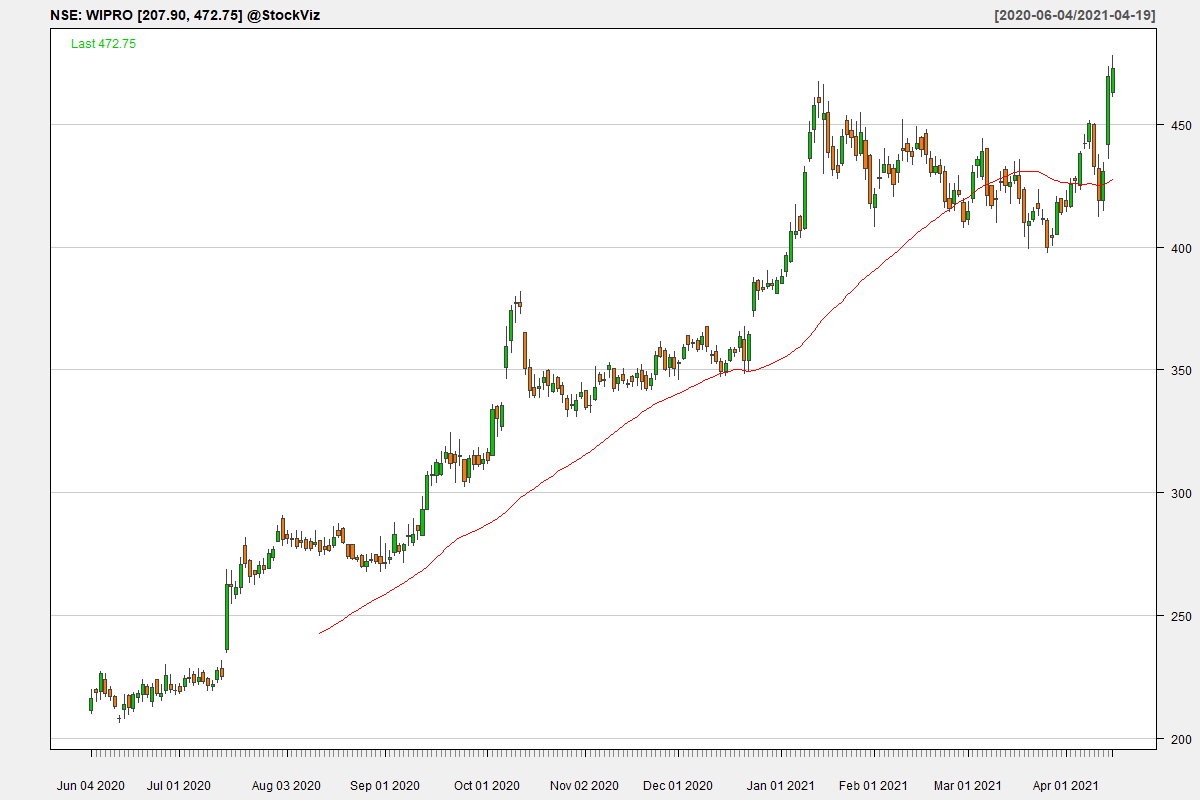 NSE: WIPRO [207.90, 472.75] @StockViz [2020-06-04/2021-04-19]
Last 472.75
450
400
350
300
250
200
Jun 04 2020 Jul 01 2020 Aug 03 2020 Sep 01 2020 Oct 01 2020 Nov 02 2020 Dec 01 2020 Jan 01 2021 Feb 01 2021 Mar 01 2021 Apr 01 2021